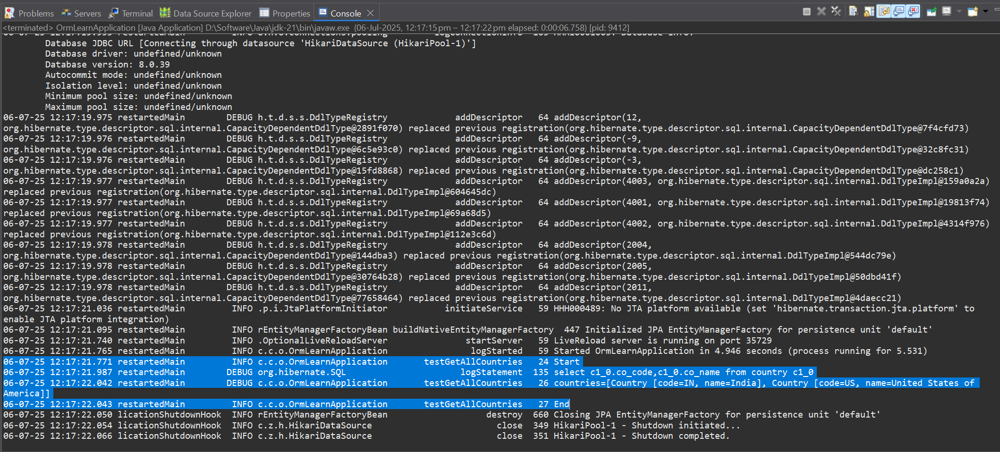 Problems Servers Terminal Data Source Explorer Properties Console
<terminated> OrmLearnApplication [Java Application] D:\Software\Java\jdk-21\bin\javaw.exe (06-Jul-2025, 12:17:15 pm – 12:17:22 pm elapsed: 0:00:06.758) [pid: 9412]
Database JDBC URL [Connecting through datasource 'HikariDataSource (HikariPool-1)']
Database driver: undefined/unknown
Database version: 8.0.39
Autocommit mode: undefined/unknown
Isolation level: undefined/unknown
Minimum pool size: undefined/unknown
Maximum pool size: undefined/unknown
06-07-25 12:17:19.975 restartedMain DEBUG h.t.d.s.s.DdlTypeRegistry addDescriptor 64 addDescriptor(12,
org.hibernate.type.descriptor.sql.internal.CapacityDependentDdlType@2891f070) replaced previous registration(org.hibernate.type.descriptor.sql.internal.CapacityDependentDdlType@7f4cfd73)
06-07-25 12:17:19.976 restartedMain DEBUG h.t.d.s.s.DdlTypeRegistry addDescriptor 64 addDescriptor(-9,
org.hibernate.type.descriptor.sql.internal.CapacityDependentDdlType@6c5e93c0) replaced previous registration(org.hibernate.type.descriptor.sql.internal.CapacityDependentDdlType@32c8fc31)
06-07-25 12:17:19.976 restartedMain DEBUG h.t.d.s.s.DdlTypeRegistry addDescriptor 64 addDescriptor(-3,
org.hibernate.type.descriptor.sql.internal.CapacityDependentDdlType@15fd8868) replaced previous registration(org.hibernate.type.descriptor.sql.internal.CapacityDependentDdlType@dc258c1)
06-07-25 12:17:19.977 restartedMain DEBUG h.t.d.s.s.DdlTypeRegistry addDescriptor 64 addDescriptor(4003, org.hibernate.type.descriptor.sql.internal.DdlTypeImpl@159a0a2a)
replaced previous registration(org.hibernate.type.descriptor.sql.internal.DdlTypeImpl@604645dc)
06-07-25 12:17:19.977 restartedMain DEBUG h.t.d.s.s.DdlTypeRegistry addDescriptor 64 addDescriptor(4001, org.hibernate.type.descriptor.sql.internal.DdlTypeImpl@19813f74)
replaced previous registration(org.hibernate.type.descriptor.sql.internal.DdlTypeImpl@69a68d5)
06-07-25 12:17:19.977 restartedMain DEBUG h.t.d.s.s.DdlTypeRegistry addDescriptor 64 addDescriptor(4002, org.hibernate.type.descriptor.sql.internal.DdlTypeImpl@4314f976)
replaced previous registration(org.hibernate.type.descriptor.sql.internal.DdlTypeImpl@112e3c6d)
06-07-25 12:17:19.978 restartedMain DEBUG h.t.d.s.s.DdlTypeRegistry addDescriptor 64 addDescriptor(2004,
org.hibernate.type.descriptor.sql.internal.CapacityDependentDdlType@144dba3) replaced previous registration(org.hibernate.type.descriptor.sql.internal.DdlTypeImpl@544dc79e)
06-07-25 12:17:19.978 restartedMain DEBUG h.t.d.s.s.DdlTypeRegistry addDescriptor 64 addDescriptor(2005,
org.hibernate.type.descriptor.sql.internal.CapacityDependentDdlType@30764b28) replaced previous registration(org.hibernate.type.descriptor.sql.internal.DdlTypeImpl@50dbd41f)
06-07-25 12:17:19.978 restartedMain DEBUG h.t.d.s.s.DdlTypeRegistry addDescriptor 64 addDescriptor(2011,
org.hibernate.type.descriptor.sql.internal.CapacityDependentDdlType@77658464) replaced previous registration(org.hibernate.type.descriptor.sql.internal.DdlTypeImpl@4daecc21)
06-07-25 12:17:21.036 restartedMain INFO .p.i.JtaPlatformInitiator initiateService 59 HHH000489: No JTA platform available (set 'hibernate.transaction.jta.platform' to
enable JTA platform integration)
06-07-25 12:17:21.095 restartedMain INFO rEntityManagerFactoryBean buildNativeEntityManagerFactory 447 Initialized JPA EntityManagerFactory for persistence unit 'default'
06-07-25 12:17:21.740 restartedMain INFO .OptionalLiveReloadServer startServer 59 LiveReload server is running on port 35729
06-07-25 12:17:21.765 restartedMain INFO c.c.o.OrmLearnApplication logStarted 59 Started OrmLearnApplication in 4.946 seconds (process running for 5.531)
06-07-25 12:17:21.771 restartedMain INFO c.c.o.OrmLearnApplication testGetAllCountries 24 Start
06-07-25 12:17:21.987 restartedMain DEBUG org.hibernate.SQL logStatement 135 select c1_0.co_code,c1_0.co_name from country c1_0
06-07-25 12:17:22.042 restartedMain DEBUG c.c.o.OrmLearnApplication testGetAllCountries 26 countries=[Country [code=IN, name=India], Country [code=US, name=United States of
America]]
06-07-25 12:17:22.043 restartedMain INFO c.c.o.OrmLearnApplication testGetAllCountries 27 End
06-07-25 12:17:22.050 licationShutdownHook INFO rEntityManagerFactoryBean destroy 660 Closing JPA EntityManagerFactory for persistence unit 'default'
06-07-25 12:17:22.054 licationShutdownHook INFO c.z.h.HikariDataSource close 349 HikariPool-1 - Shutdown initiated...
06-07-25 12:17:22.066 licationShutdownHook INFO c.z.h.HikariDataSource close 351 HikariPool-1 - Shutdown completed.